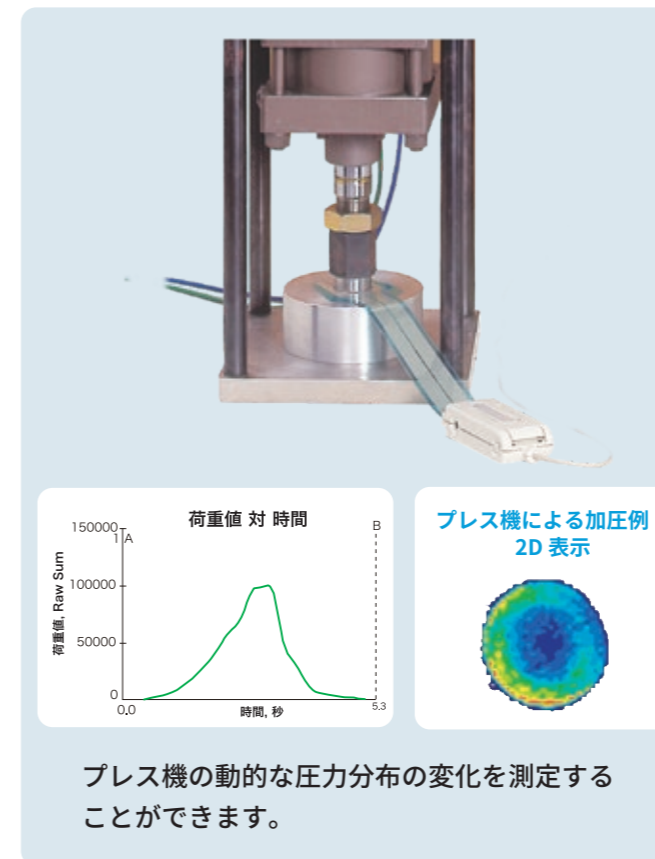 荷重値 対 時間
150000
1 A
B
100000
荷重値, Raw Sum
50000
0
0.0
時間, 秒
5.3
プレス機による加圧例
2D 表示
プレス機の動的な圧力分布の変化を測定する
ことができます。